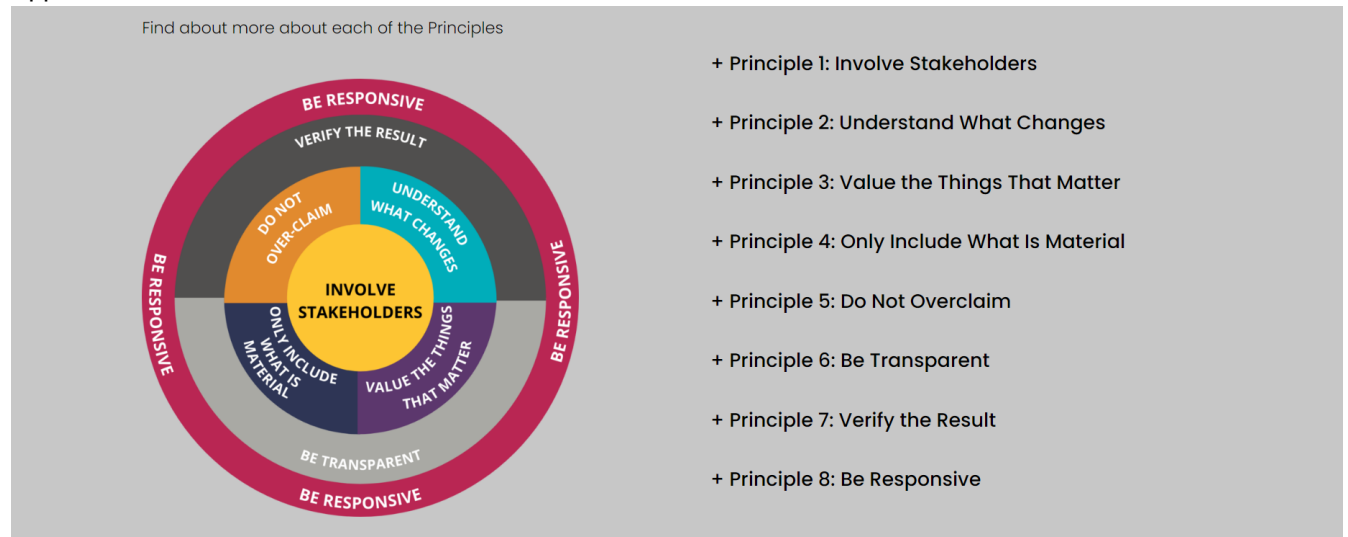 Find about more about each of the Principles
BE RESPONSIVE
VERIFY THE RESULT
DO NOT
OVER-CLAIM
UNDERSTAND
WHAT CHANGES
BE RESPONSIVE
INVOLVE
STAKEHOLDERS
BE RESPONSIVE
ONLY INCLUDE
WHAT IS
MATERIAL
VALUE THE THINGS
THAT MATTER
BE TRANSPARENT
BE RESPONSIVE
+ Principle 1: Involve Stakeholders
+ Principle 2: Understand What Changes
+ Principle 3: Value the Things That Matter
+ Principle 4: Only Include What Is Material
+ Principle 5: Do Not Overclaim
+ Principle 6: Be Transparent
+ Principle 7: Verify the Result
+ Principle 8: Be Responsive